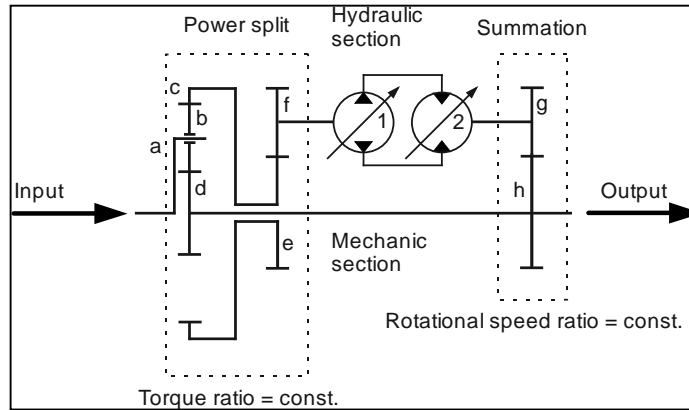 Power split
Hydraulic
section
Summation
c
b
f
1
2
g
a
d
h
Input
Output
e
Mechanic
section
Rotational speed ratio = const.
Torque ratio = const.